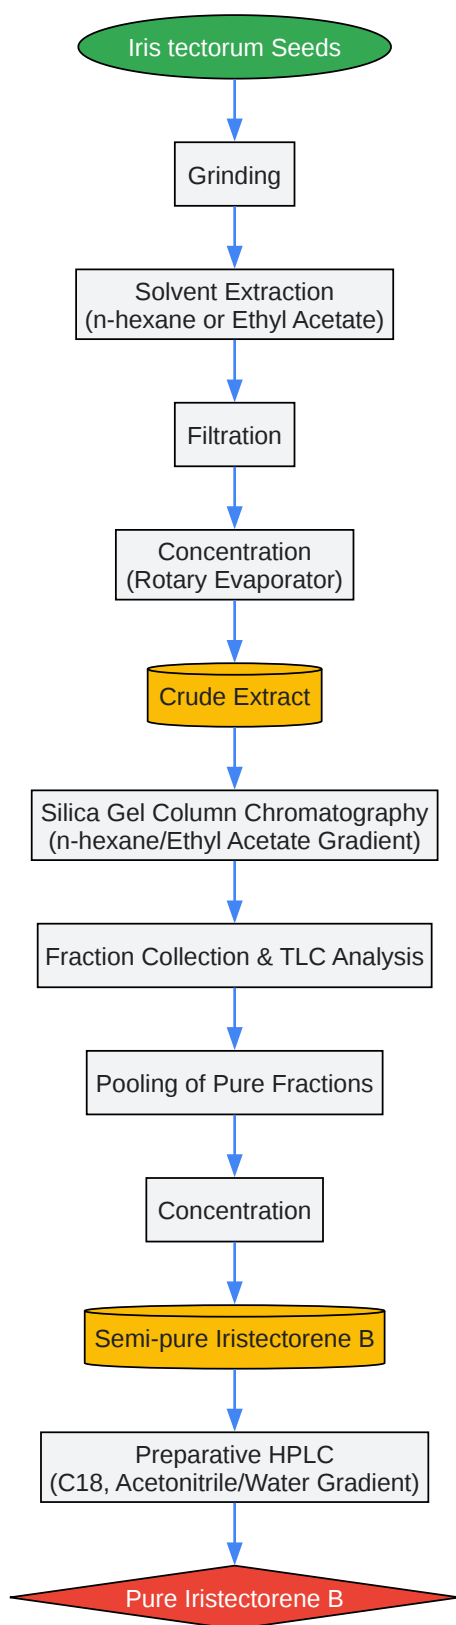 Iris tectorum Seeds
Grinding
Solvent Extraction
(n-hexane or Ethyl Acetate)
Filtration
Concentration
(Rotary Evaporator)
Crude Extract
Silica Gel Column Chromatography
(n-hexane/Ethyl Acetate Gradient)
Fraction Collection & TLC Analysis
Pooling of Pure Fractions
Concentration
Semi-pure Iristectorene B
Preparative HPLC
(C18, Acetonitrile/Water Gradient)
Pure Iristectorene B